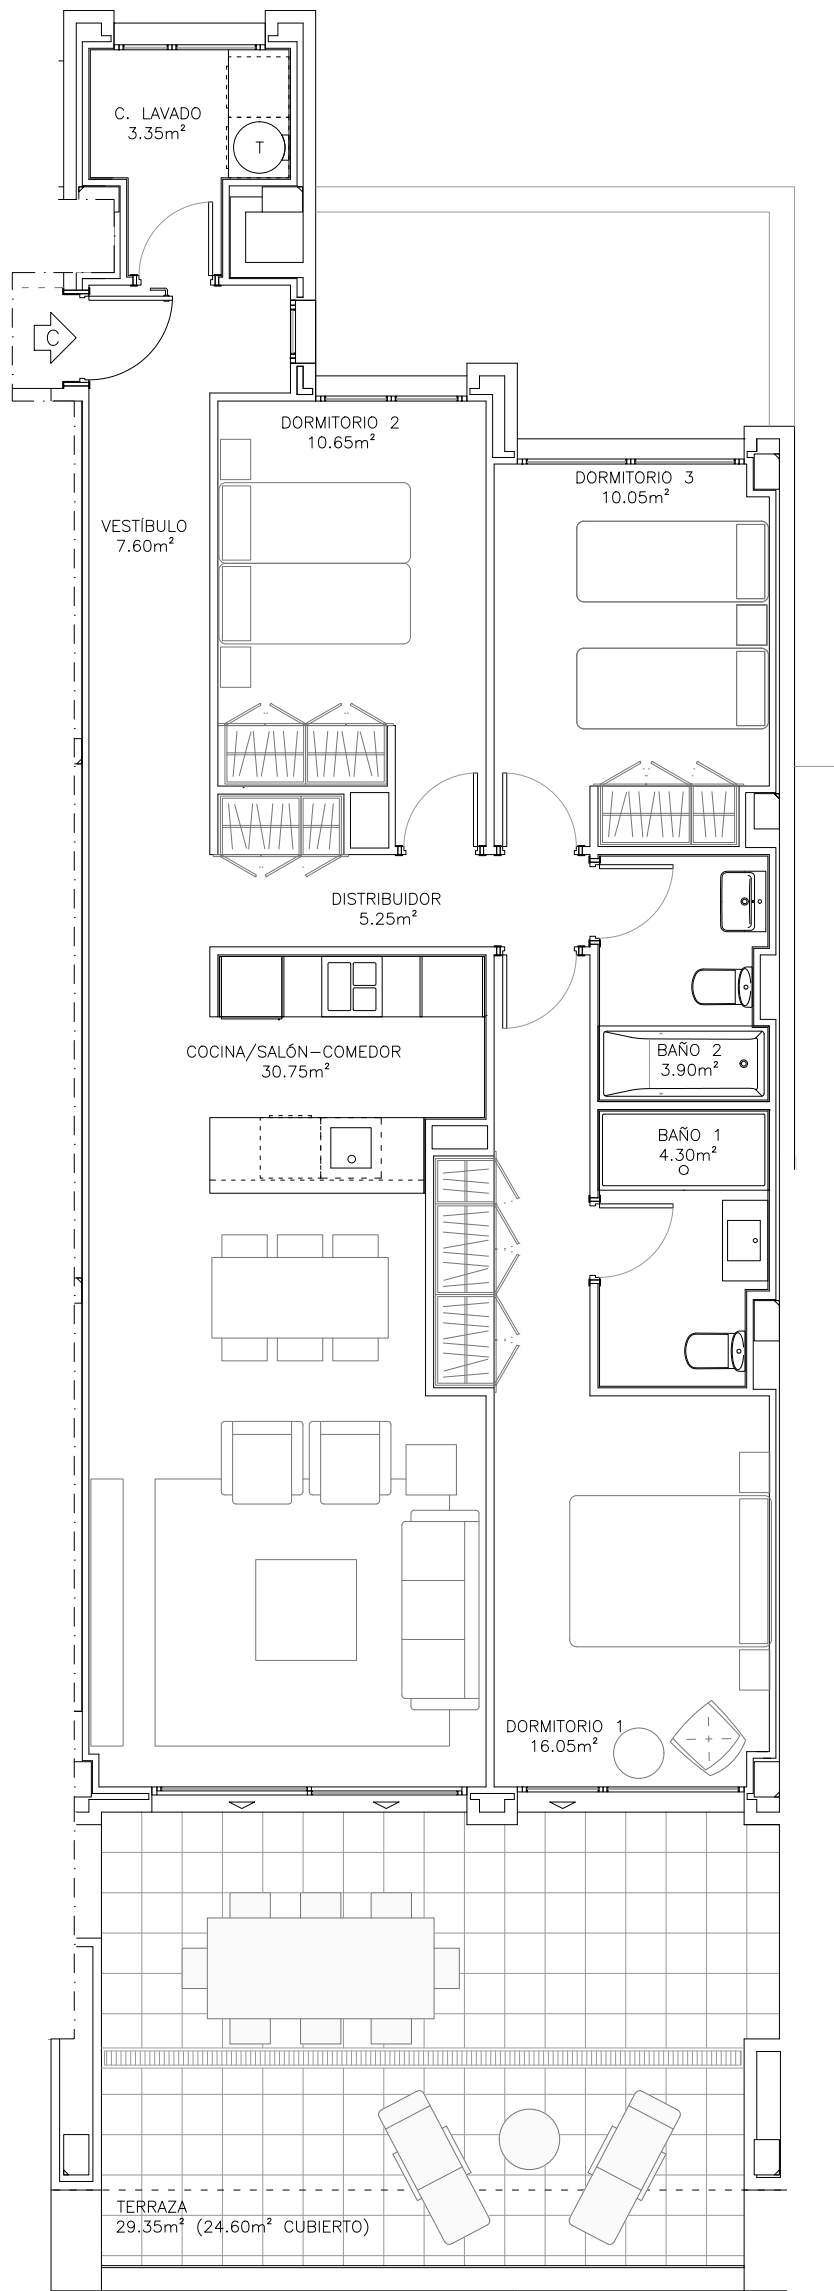 C. LAVADO
3.35m²
T
C
DORMITORIO 2
10.65m²
DORMITORIO 3
10.05m²
VESTÍBULO
7.60m²
DISTRIBUIDOR
5.25m²
COCINA/SALÓN-COMEDOR
30.75m²
BAÑO 2
3.90m²
BAÑO 1
4.30m²
DORMITORIO 1
16.05m²
TERRAZA
29.35m² (24.60m² CUBIERTO)